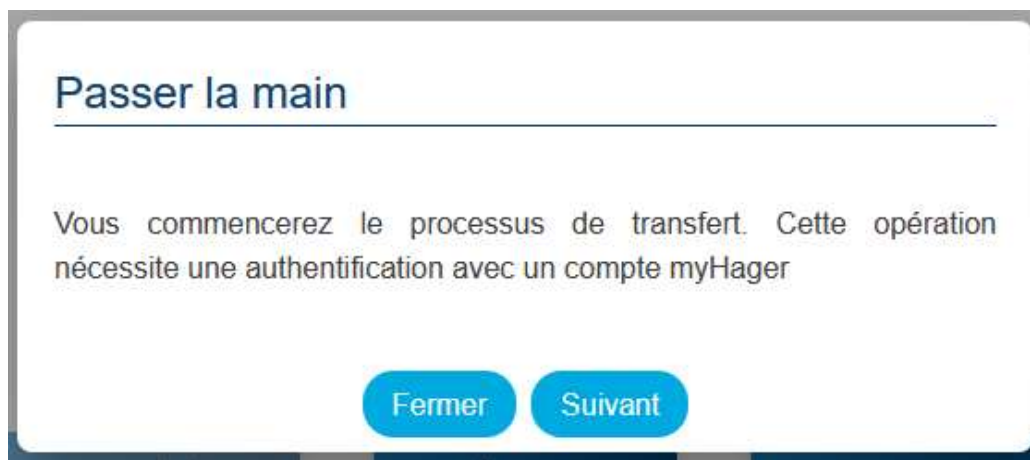 Passer la main
Vous commencerez le processus de transfert. Cette opération
nécessite une authentification avec un compte myHager
Fermer Suivant